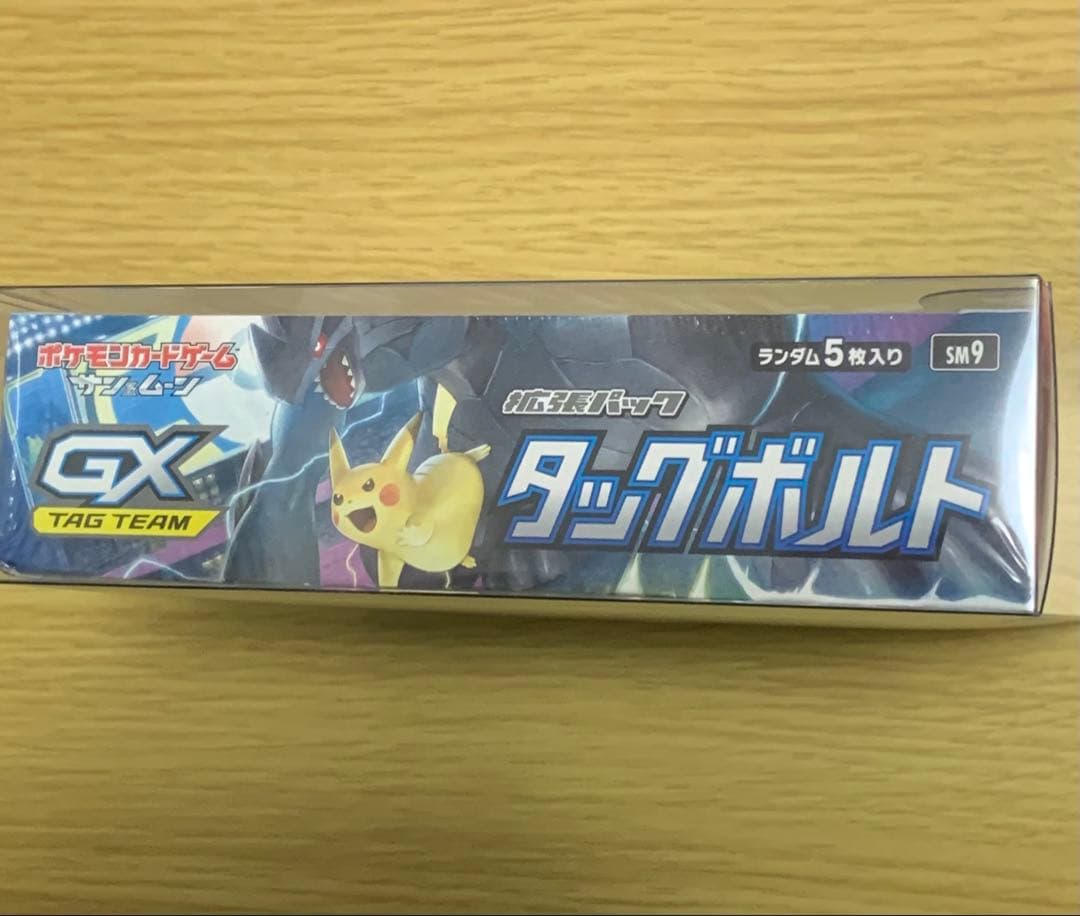 ポケモンカードゲーム
サン&ムーン
GX
TAG TEAM
ランダム5枚入り
SM9
拡張パック
タッグボルト